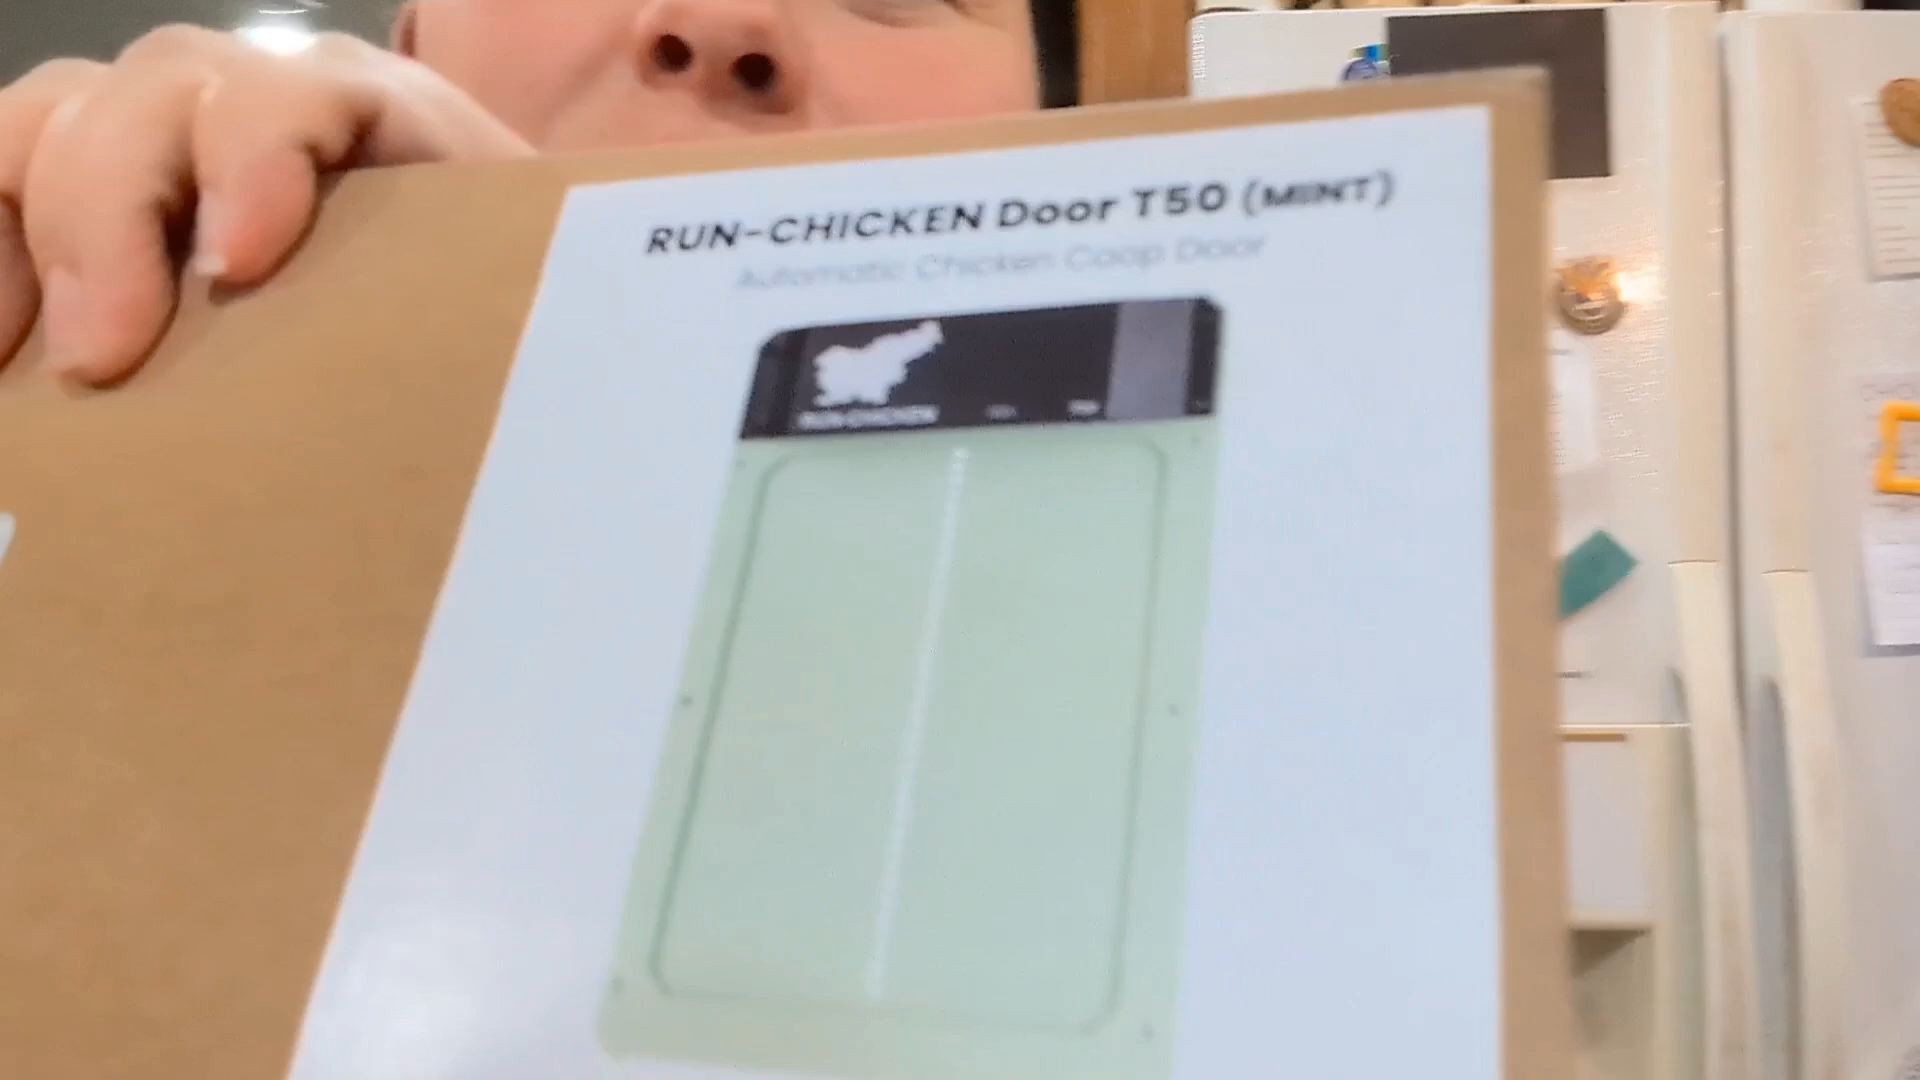 RUN-CHICKEN Door T50 (MINT)
Automatic Chicken Coop Door
RUN-CHICKEN